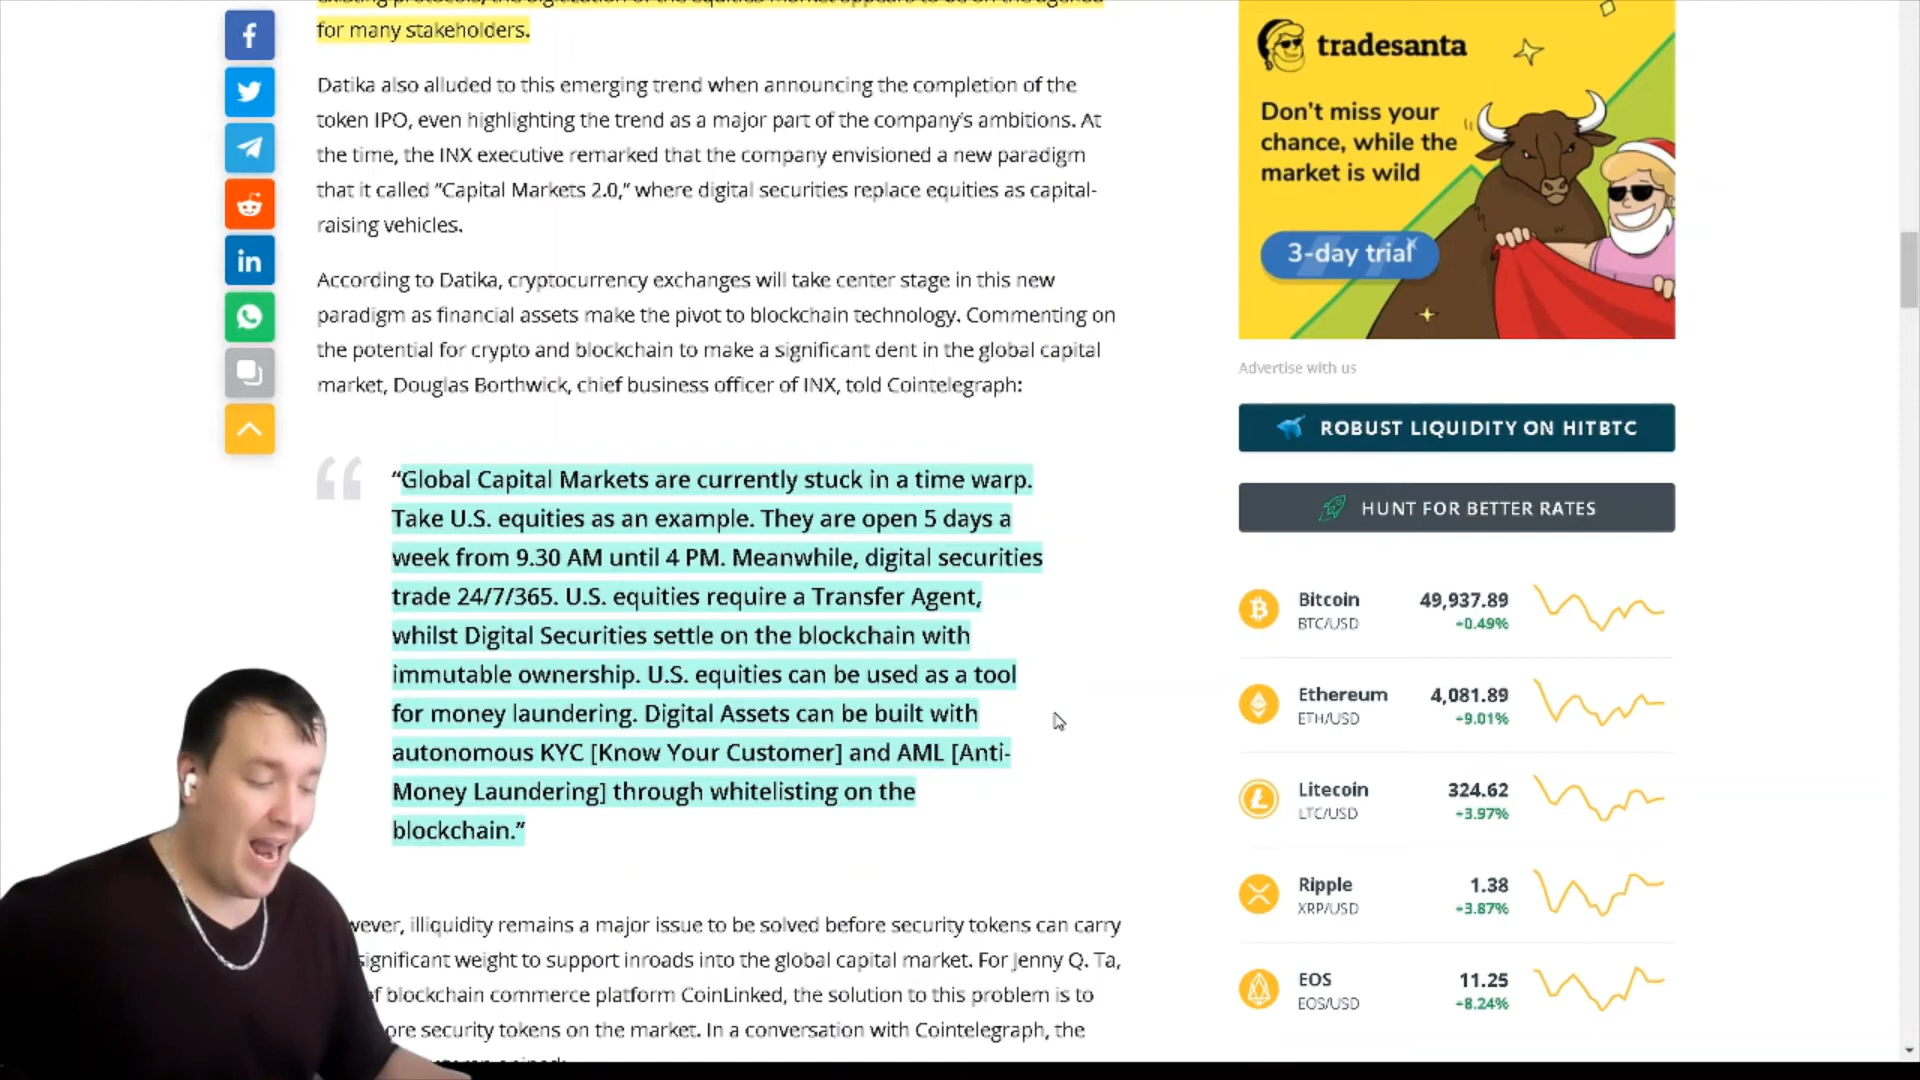 for many stakeholders.
Datika also alluded to this emerging trend when announcing the completion of the
token IPO, even highlighting the trend as a major part of the company's ambitions. At
the time, the INX executive remarked that the company envisioned a new paradigm
that it called “Capital Markets 2.0,” where digital securities replace equities as capital-
raising vehicles.
According to Datika, cryptocurrency exchanges will take center stage in this new
paradigm as financial assets make the pivot to blockchain technology. Commenting on
the potential for crypto and blockchain to make a significant dent in the global capital
market, Douglas Borthwick, chief business officer of INX, told Cointelegraph:
“Global Capital Markets are currently stuck in a time warp.
Take U.S. equities as an example. They are open 5 days a
week from 9.30 AM until 4 PM. Meanwhile, digital securities
trade 24/7/365. U.S. equities require a Transfer Agent,
whilst Digital Securities settle on the blockchain with
immutable ownership. U.S. equities can be used as a tool
for money laundering. Digital Assets can be built with
autonomous KYC [Know Your Customer] and AML [Anti-
Money Laundering] through whitelisting on the
blockchain.”
illiquidity remains a major issue to be solved before security tokens can carry
significant weight to support inroads into the global capital market. For Jenny Q. Ta,
blockchain commerce platform CoinLinked, the solution to this problem is to
security tokens on the market. In a conversation with Cointelegraph, the
tradesanta
Don't miss your
chance, while the
market is wild
3-day trial
Advertise with us
ROBUST LIQUIDITY ON HITBTC
HUNT FOR BETTER RATES
Bitcoin 49,937.89
BTC/USD +0.49%
Ethereum 4,081.89
ETH/USD +9.01%
Litecoin 324.62
LTC/USD +3.97%
Ripple 1.38
XRP/USD +3.87%
EOS 11.25
EOS/USD +8.24%